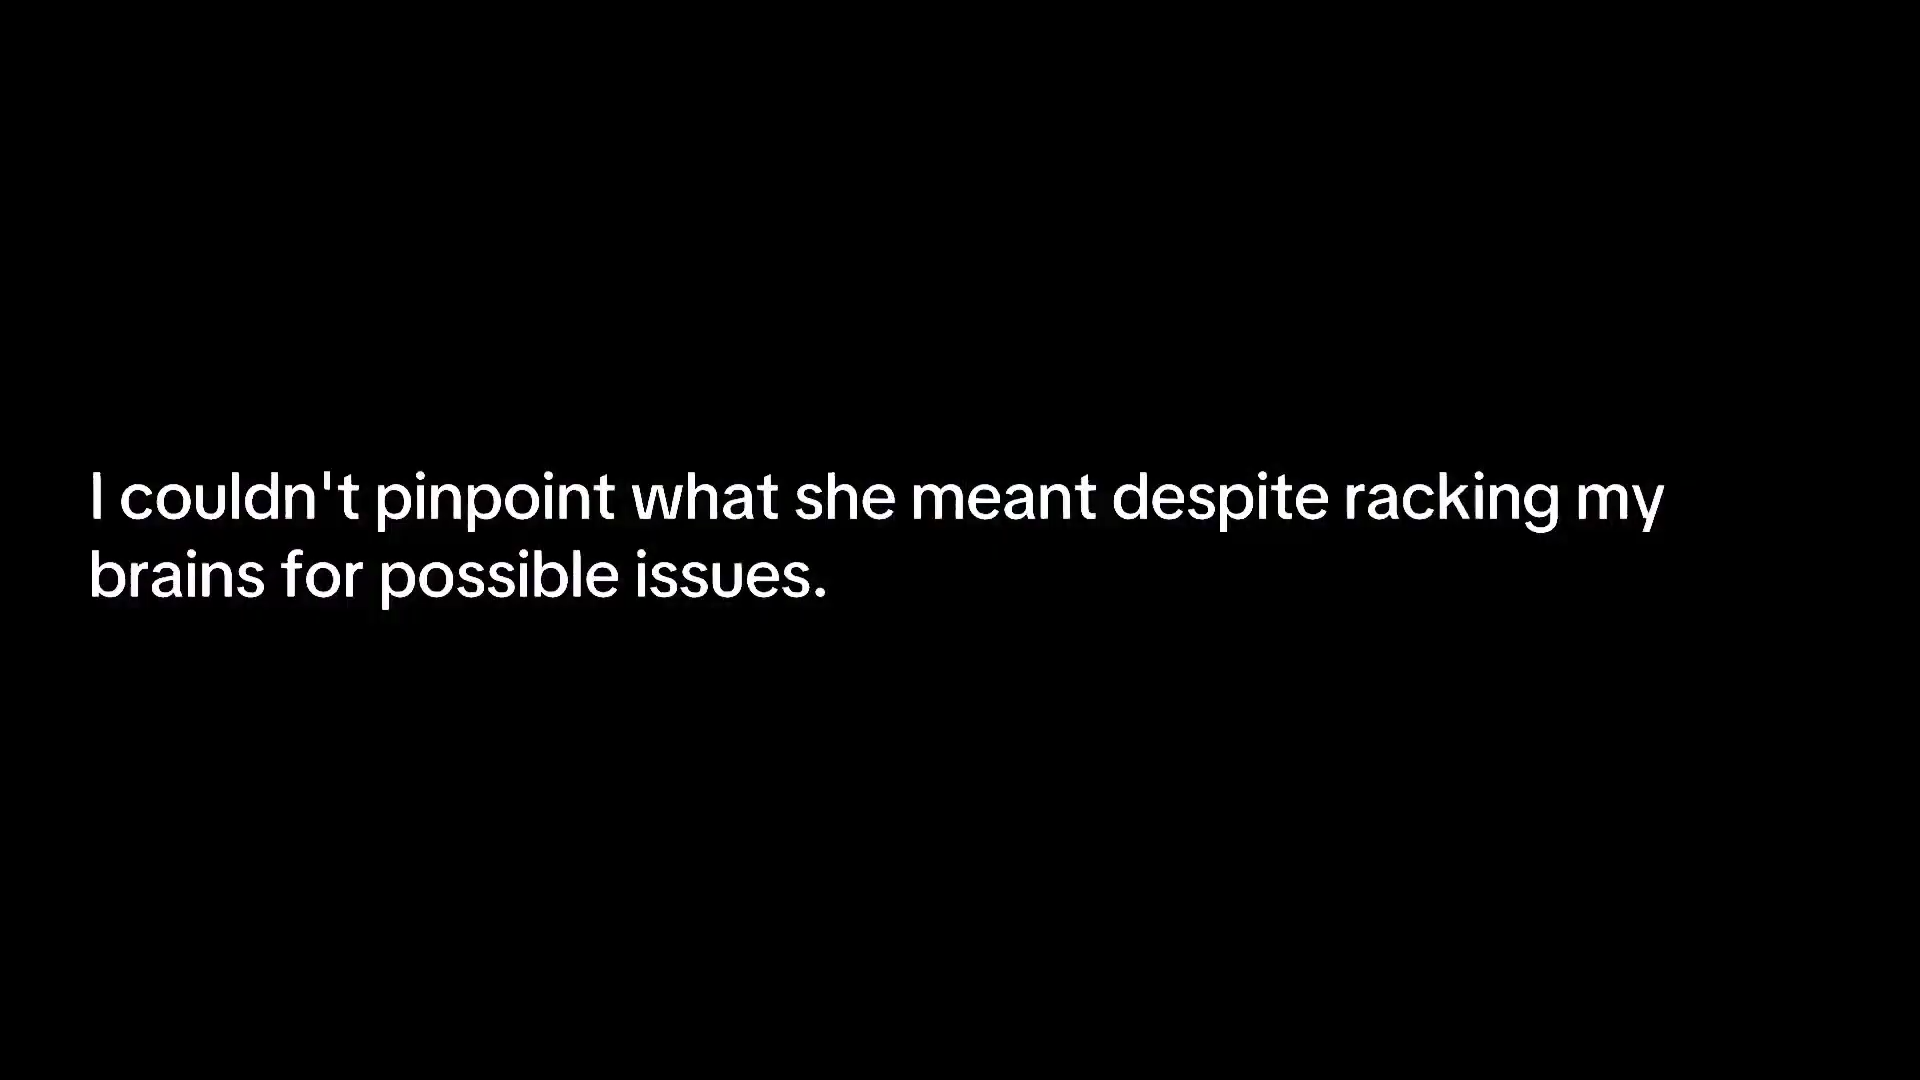 I couldn't pinpoint what she meant despite racking my
brains for possible issues.